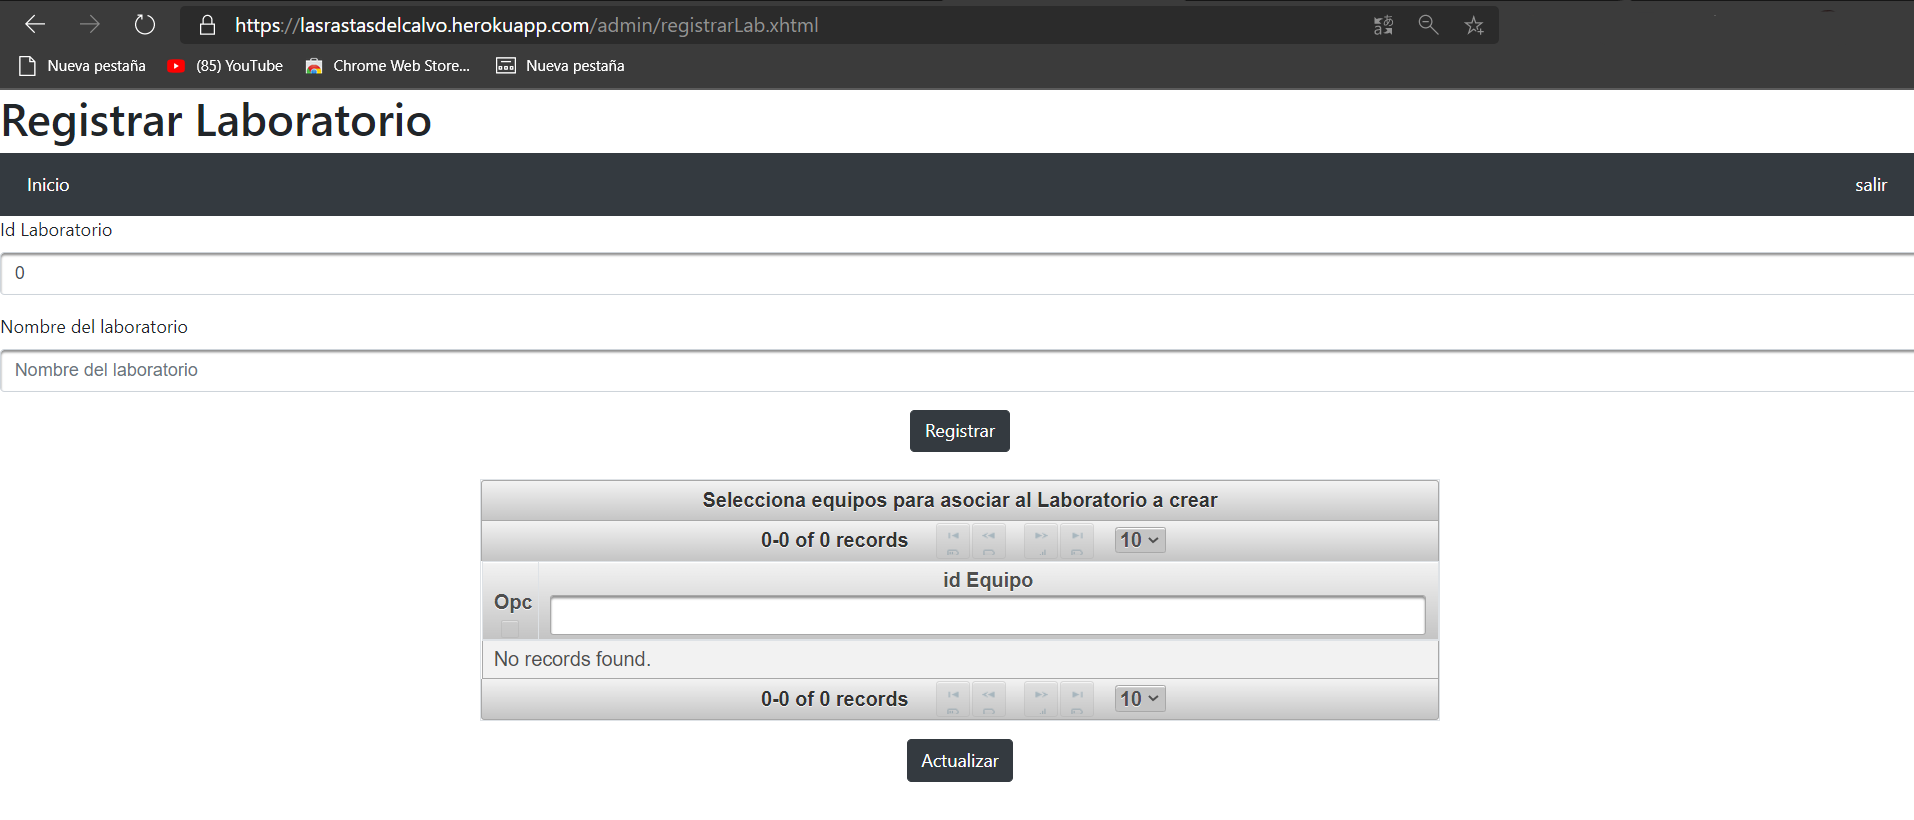 https://lasrastasdelcalvo.herokuapp.com/admin/registrarLab.xhtml
Nueva pestaña (85) YouTube Chrome Web Store... Nueva pestaña
Registrar Laboratorio
Inicio salir
Id Laboratorio
0
Nombre del laboratorio
Nombre del laboratorio
Registrar
Selecciona equipos para asociar al Laboratorio a crear
0-0 of 0 records 10
Opc id Equipo
No records found.
0-0 of 0 records 10
Actualizar